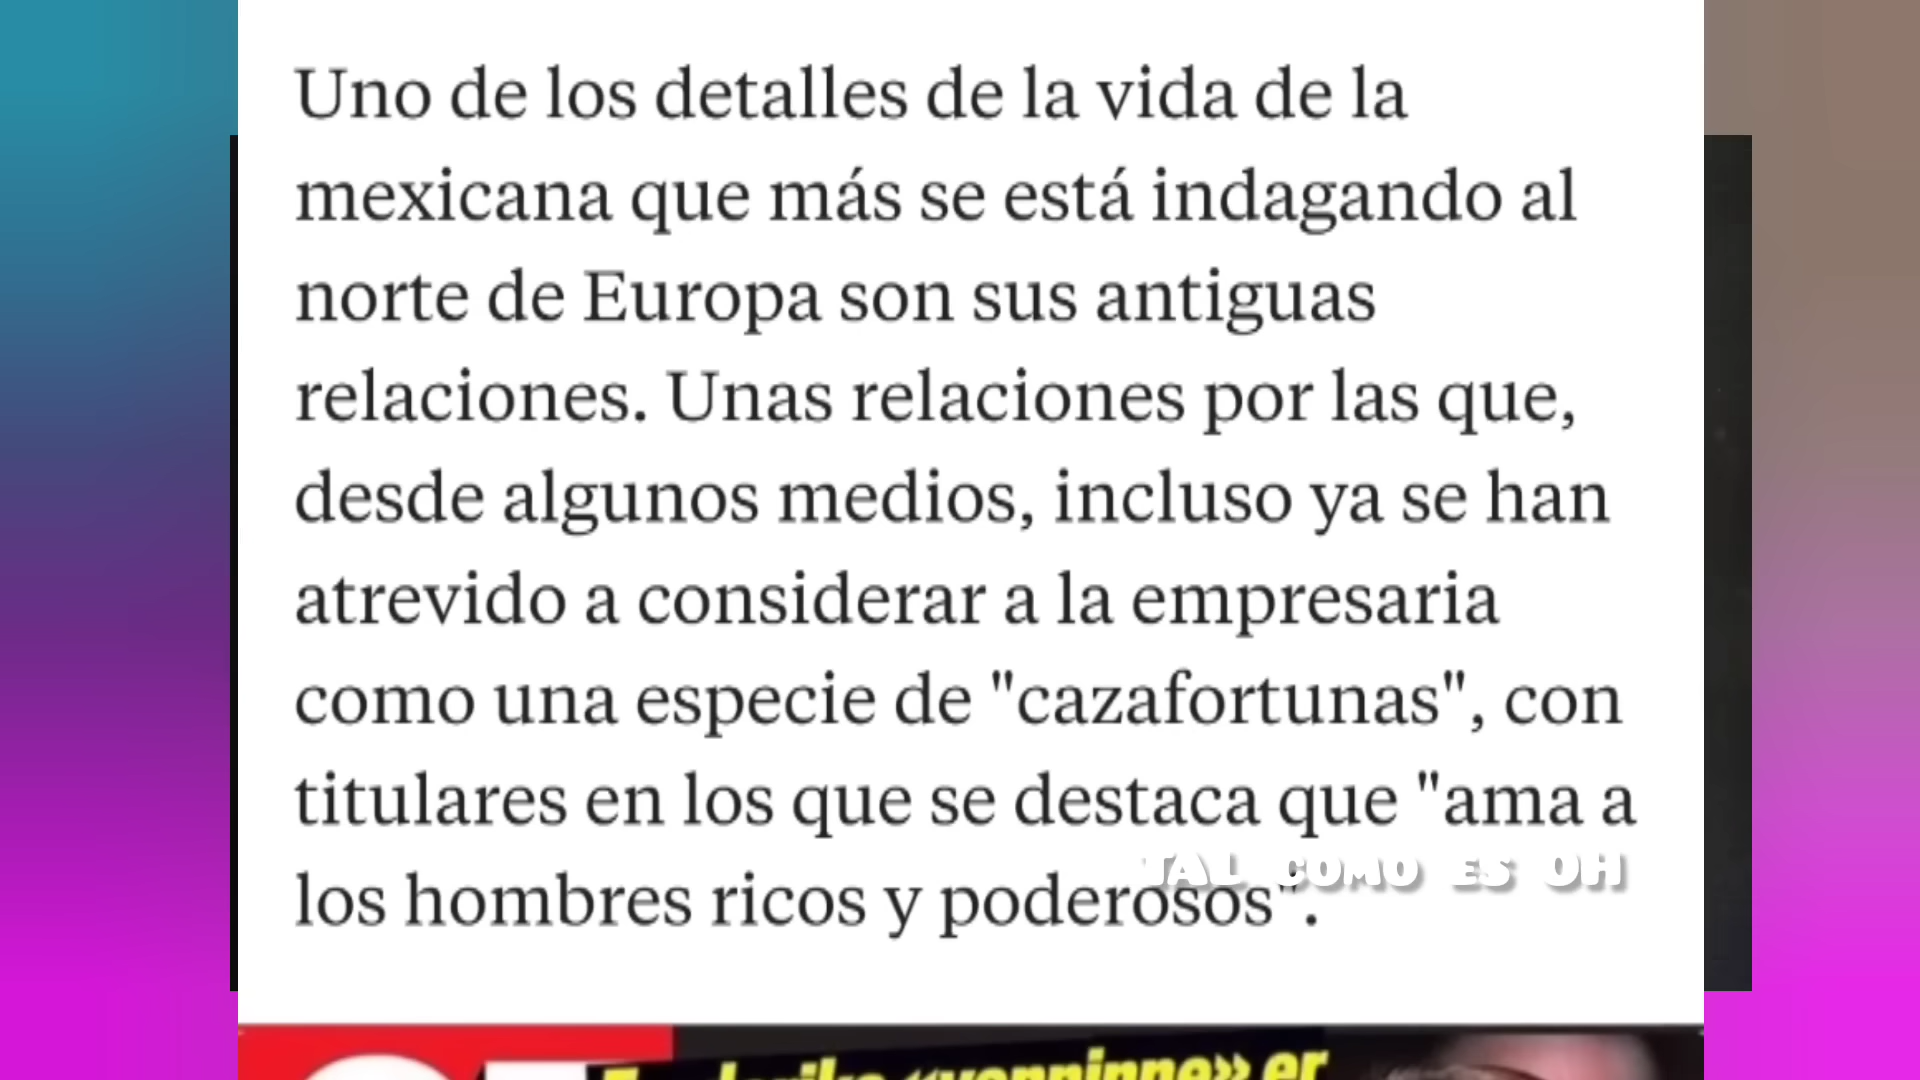 Uno de los detalles de la vida de la
mexicana que más se está indagando al
norte de Europa son sus antiguas
relaciones. Unas relaciones por las que,
desde algunos medios, incluso ya se han
atrevido a considerar a la empresaria
como una especie de "cazafortunas", con
titulares en los que se destaca que "ama a
los hombres ricos y poderosos".
TAL COMO ES OH
«venninne» er